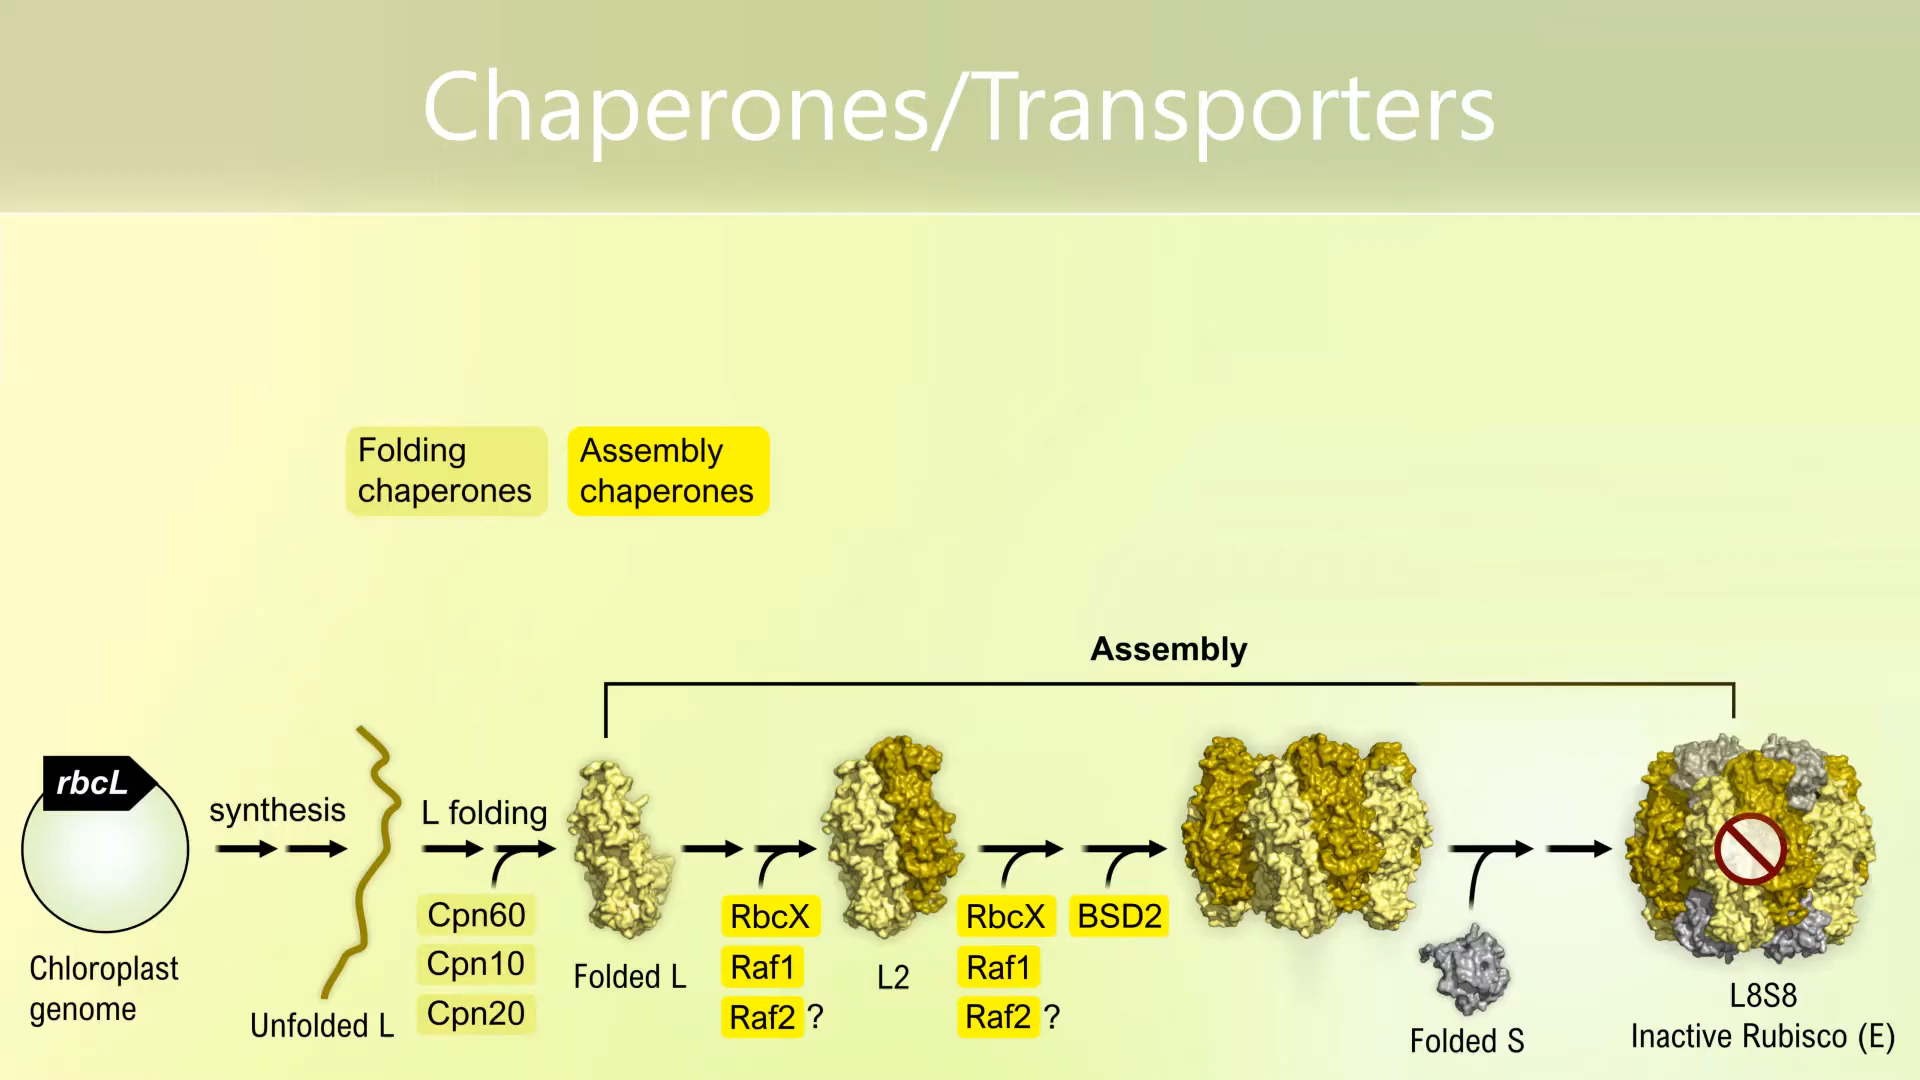 Chaperones/Transporters
Folding
chaperones
Assembly
chaperones
Assembly
rbcL
synthesis
L folding
Cpn60
Cpn10
Cpn20
RbcX
Raf1
Raf2 ?
RbcX
Raf1
Raf2 ?
BSD2
Chloroplast
genome
Unfolded L
Folded L
L2
Folded S
L8S8
Inactive Rubisco (E)